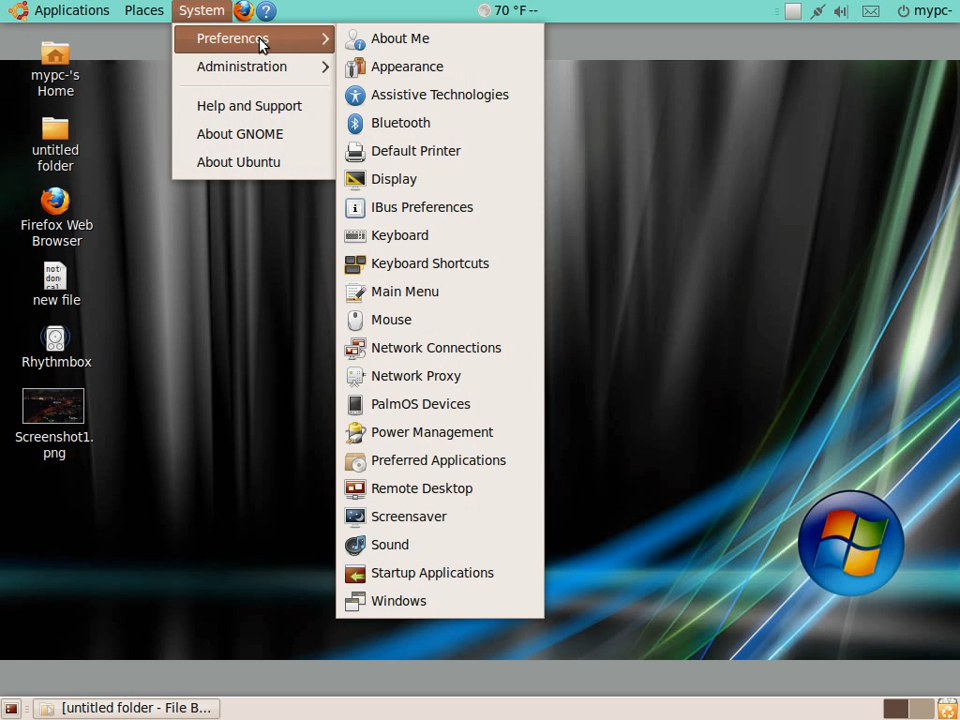 Applications Places System 70 °F -- mypc-
Preferences
Administration
Help and Support
About GNOME
About Ubuntu
About Me
Appearance
Assistive Technologies
Bluetooth
Default Printer
Display
IBus Preferences
Keyboard
Keyboard Shortcuts
Main Menu
Mouse
Network Connections
Network Proxy
PalmOS Devices
Power Management
Preferred Applications
Remote Desktop
Screensaver
Sound
Startup Applications
Windows
mypc-'s
Home
untitled
folder
Firefox Web
Browser
new file
Rhythmbox
Screenshot1.
png
[untitled folder - File B...